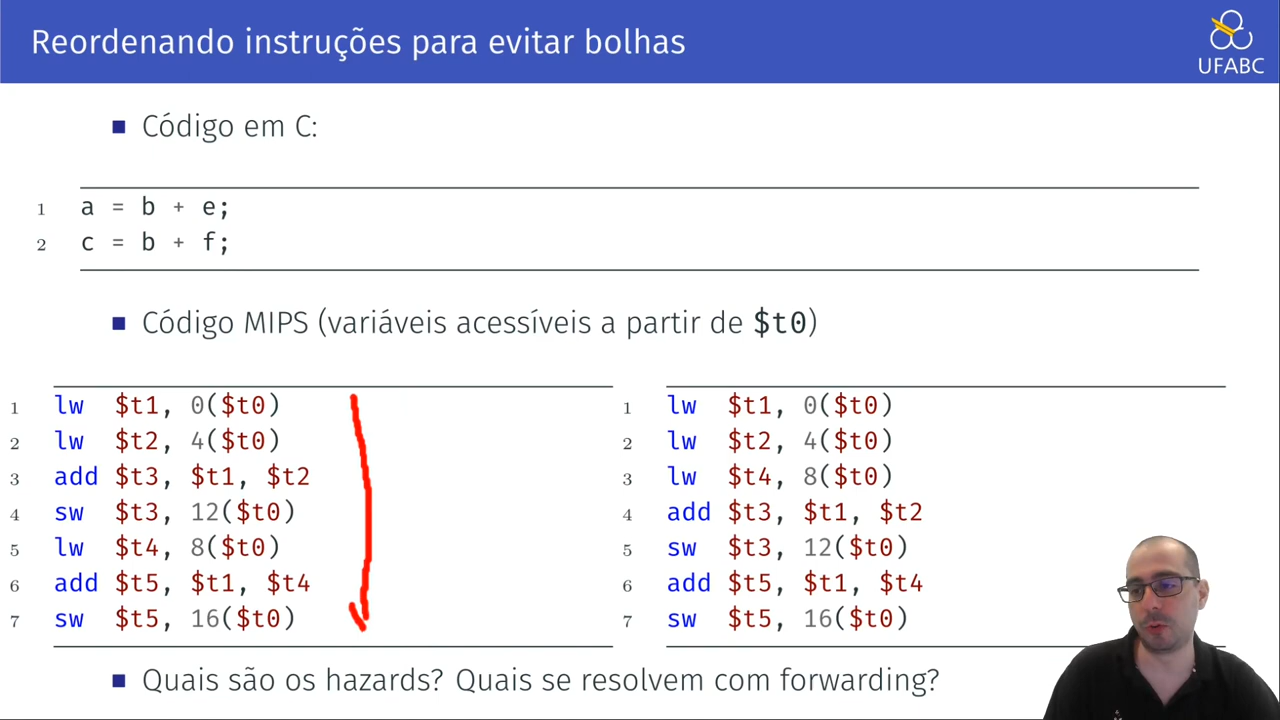 Reordenando instruções para evitar bolhas
UFABC
■ Código em C:
1 a = b + e;
2 c = b + f;
■ Código MIPS (variáveis acessíveis a partir de $t0)
1 lw $t1, 0($t0)
2 lw $t2, 4($t0)
3 add $t3, $t1, $t2
4 sw $t3, 12($t0)
5 lw $t4, 8($t0)
6 add $t5, $t1, $t4
7 sw $t5, 16($t0)
1 lw $t1, 0($t0)
2 lw $t2, 4($t0)
3 lw $t4, 8($t0)
4 add $t3, $t1, $t2
5 sw $t3, 12($t0)
6 add $t5, $t1, $t4
7 sw $t5, 16($t0)
■ Quais são os hazards? Quais se resolvem com forwarding?